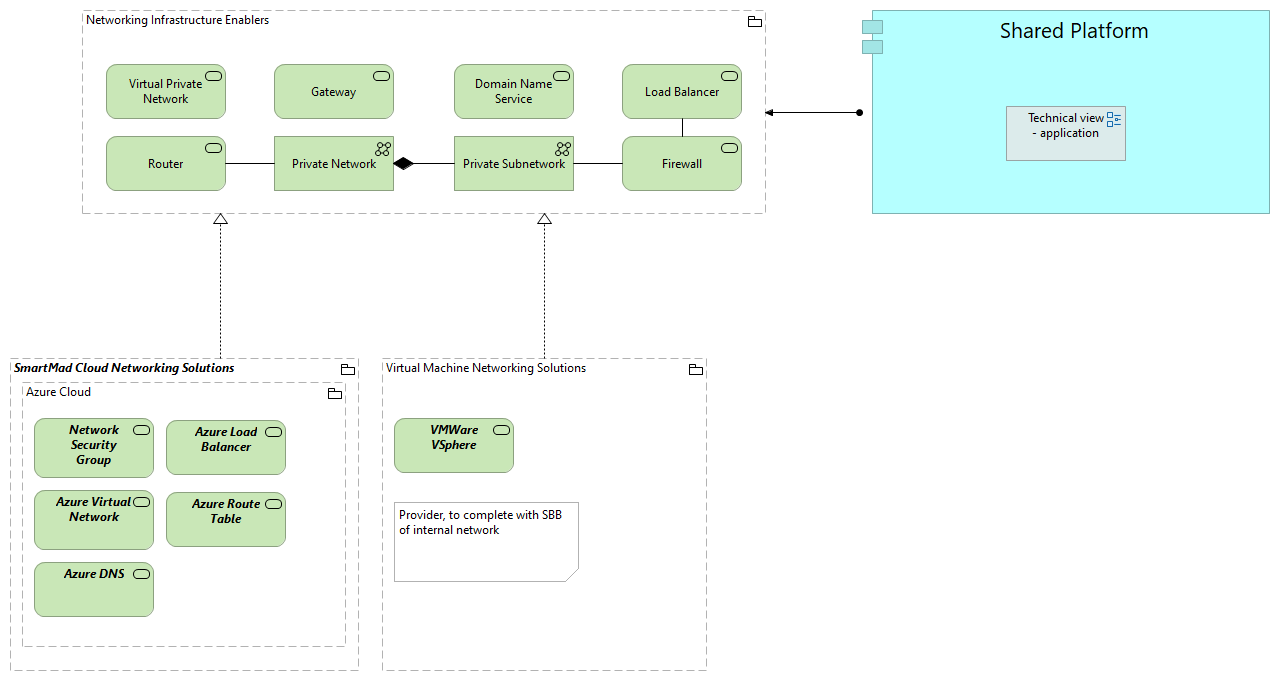 Networking Infrastructure Enablers
Shared Platform
Virtual Private
Network
Gateway
Domain Name
Service
Load Balancer
Technical view
- application
Router
Private Network
Private Subnetwork
Firewall
SmartMad Cloud Networking Solutions
Azure Cloud
Network
Security
Group
Azure Load
Balancer
Azure Virtual
Network
Azure Route
Table
Azure DNS
Virtual Machine Networking Solutions
VMWare
VSphere
Provider, to complete with SBB
of internal network